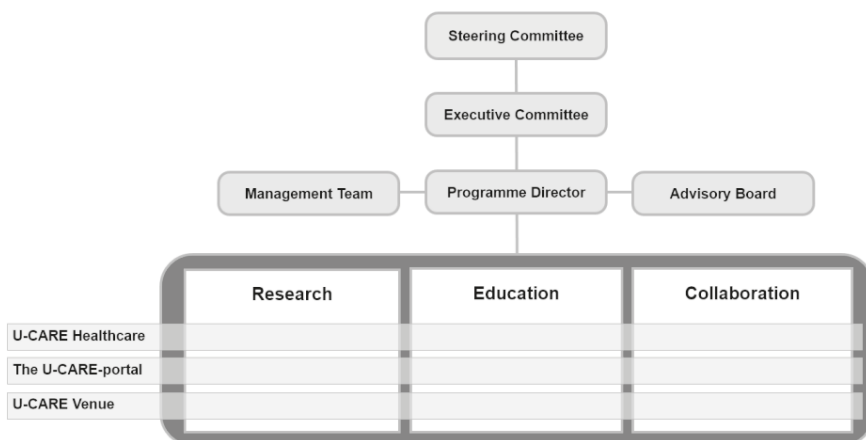 Steering Committee
Executive Committee
Management Team
Programme Director
Advisory Board
Research
Education
Collaboration
U-CARE Healthcare
The U-CARE-portal
U-CARE Venue